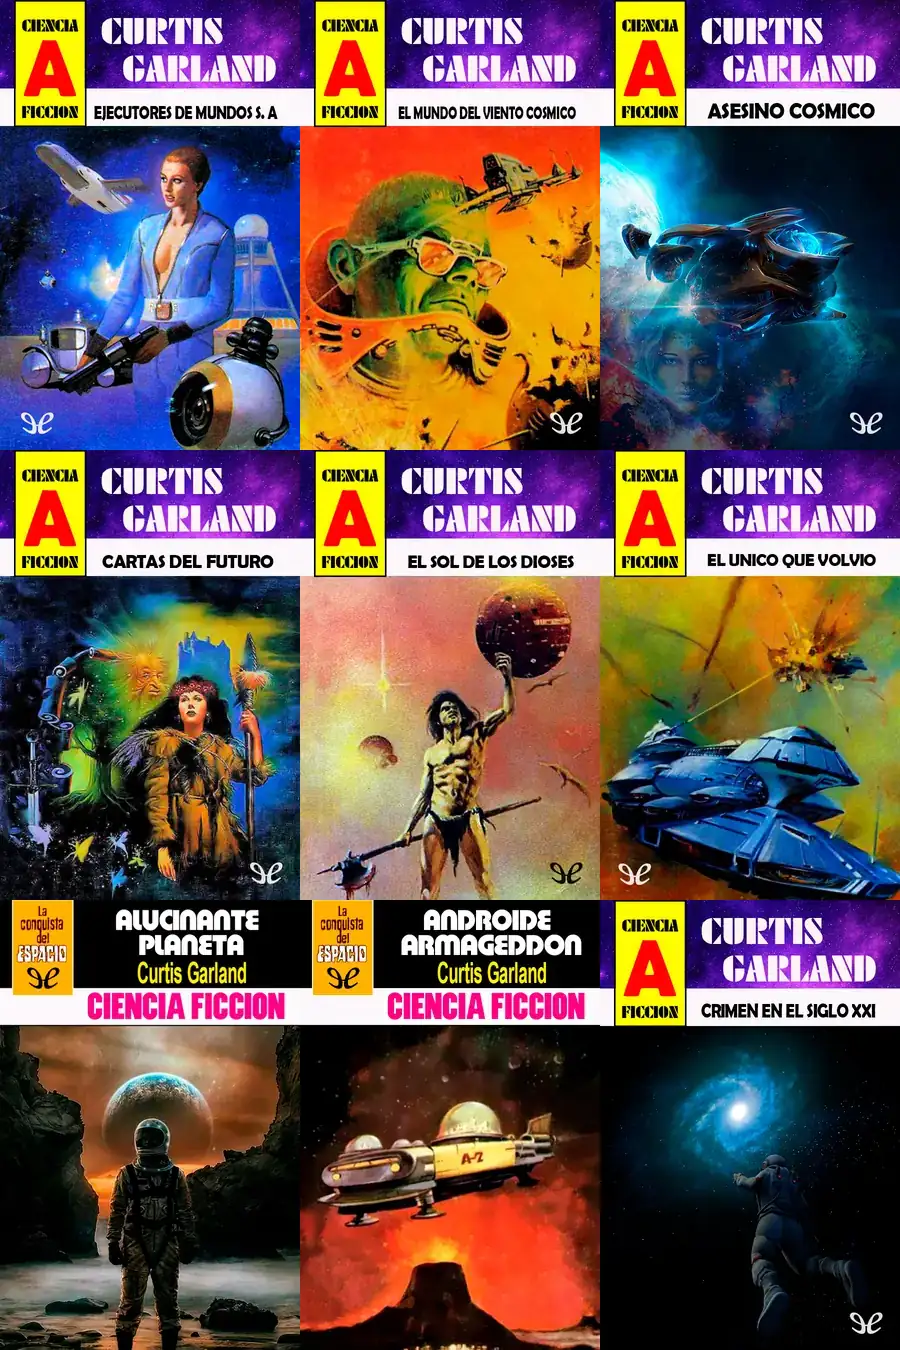 CIENCIA
A
FICCION
CURTIS
GARLAND
EJECUTORES DE MUNDOS S. A
CIENCIA
A
FICCION
CURTIS
GARLAND
EL MUNDO DEL VIENTO COSMICO
CIENCIA
A
FICCION
CURTIS
GARLAND
ASESINO COSMICO
CIENCIA
A
FICCION
CURTIS
GARLAND
CARTAS DEL FUTURO
CIENCIA
A
FICCION
CURTIS
GARLAND
EL SOL DE LOS DIOSES
CIENCIA
A
FICCION
CURTIS
GARLAND
EL UNICO QUE VOLVIO
La
conquista
del
ESPACIO
ALUCINANTE
PLANETA
Curtis Garland
CIENCIA FICCION
La
conquista
del
ESPACIO
ANDROIDE
ARMAGEDDON
Curtis Garland
CIENCIA FICCION
A-Z
CIENCIA
A
FICCION
CURTIS
GARLAND
CRIMEN EN EL SIGLO XXI